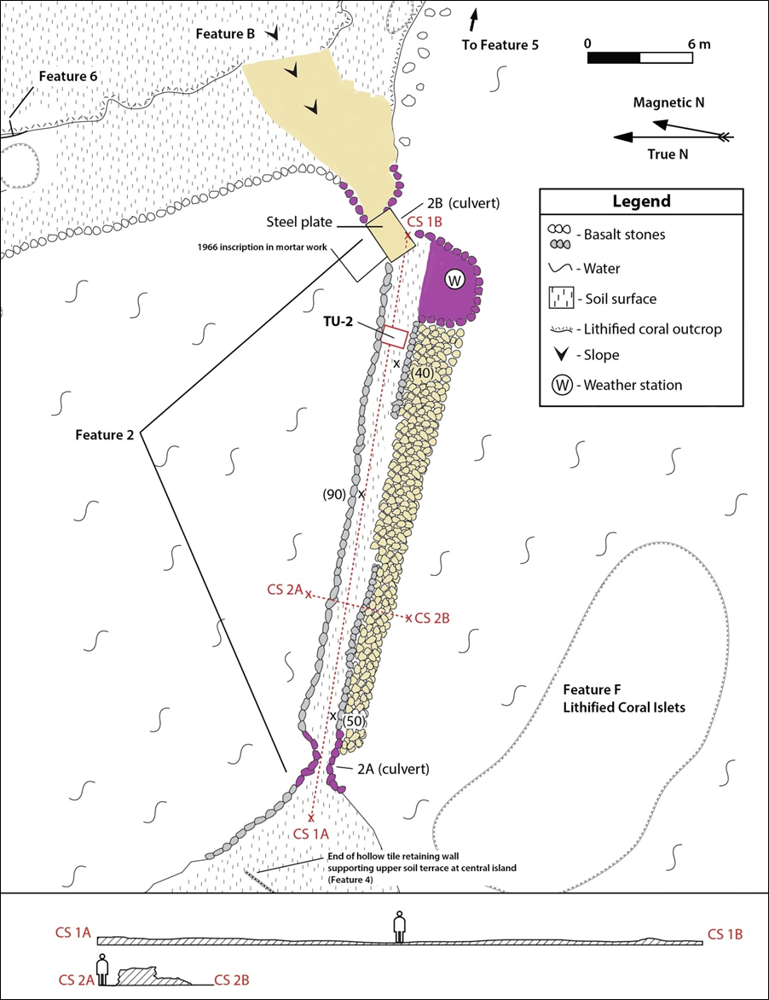 Feature B
To Feature 5
0 6 m
Feature 6
Magnetic N
True N
Legend
- Basalt stones
- Water
- Soil surface
- Lithified coral outcrop
- Slope
W - Weather station
2B (culvert)
Steel plate
CS 1B
1966 inscription in mortar work
W
TU-2
(40)
Feature 2
(90)
CS 2A
x
x
x
x
CS 2B
Feature F
Lithified Coral Islets
x
(50)
2A (culvert)
x
CS 1A
End of hollow tile retaining wall
supporting upper soil terrace at central island
(Feature 4)
CS 1A
CS 1B
CS 2A
CS 2B